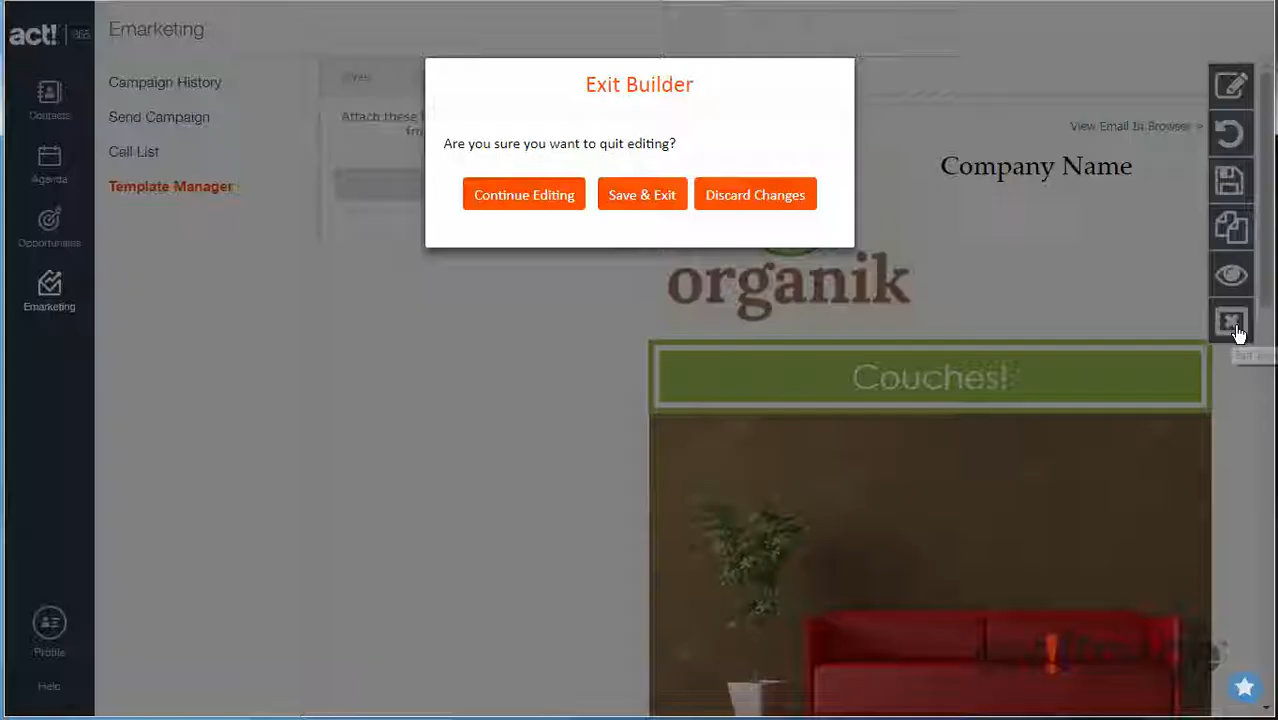 act! 365
Emarketing
Contacts
Agenda
Opportunities
Emarketing
Profile
Help
Campaign History
Send Campaign
Call List
Template Manager
Attach these
Exit Builder
Are you sure you want to quit editing?
Continue Editing
Save & Exit
Discard Changes
View Email In Browser >
Company Name
organik
Couches!